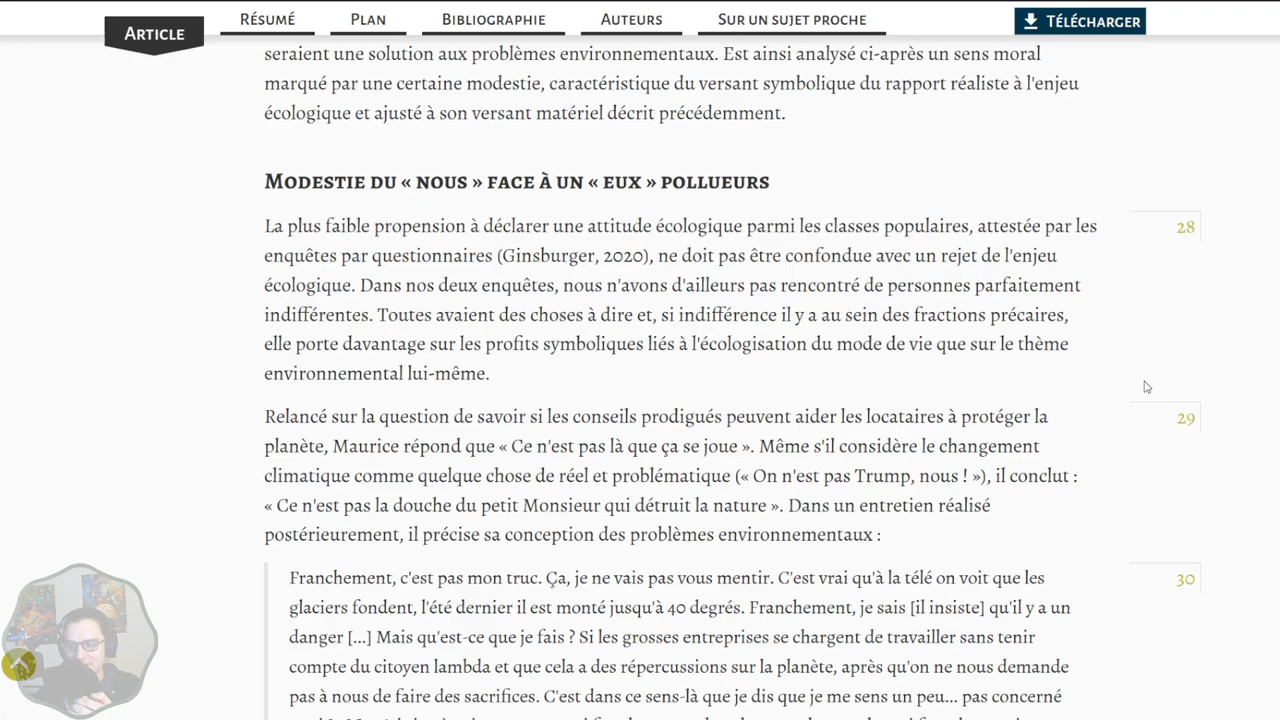 ARTICLE
RÉSUMÉ
PLAN
BIBLIOGRAPHIE
AUTEURS
SUR UN SUJET PROCHE
TÉLÉCHARGER
seraient une solution aux problèmes environnementaux. Est ainsi analysé ci-après un sens moral
marqué par une certaine modestie, caractéristique du versant symbolique du rapport réaliste à l'enjeu
écologique et ajusté à son versant matériel décrit précédemment.
MODESTIE DU « NOUS » FACE À UN « EUX » POLLUEURS
La plus faible propension à déclarer une attitude écologique parmi les classes populaires, attestée par les
28
enquêtes par questionnaires (Ginsburger, 2020), ne doit pas être confondue avec un rejet de l'enjeu
écologique. Dans nos deux enquêtes, nous n'avons d'ailleurs pas rencontré de personnes parfaitement
indifférentes. Toutes avaient des choses à dire et, si indifférence il y a au sein des fractions précaires,
elle porte davantage sur les profits symboliques liés à l'écologisation du mode de vie que sur le thème
environnemental lui-même.
Relancé sur la question de savoir si les conseils prodigués peuvent aider les locataires à protéger la
29
planète, Maurice répond que « Ce n'est pas là que ça se joue ». Même s'il considère le changement
climatique comme quelque chose de réel et problématique (« On n'est pas Trump, nous ! »), il conclut :
« Ce n'est pas la douche du petit Monsieur qui détruit la nature ». Dans un entretien réalisé
postérieurement, il précise sa conception des problèmes environnementaux :
Franchement, c'est pas mon truc. Ça, je ne vais pas vous mentir. C'est vrai qu'à la télé on voit que les
30
glaciers fondent, l'été dernier il est monté jusqu'à 40 degrés. Franchement, je sais [il insiste] qu'il y a un
danger [...] Mais qu'est-ce que je fais ? Si les grosses entreprises se chargent de travailler sans tenir
compte du citoyen lambda et que cela a des répercussions sur la planète, après qu'on ne nous demande
pas à nous de faire des sacrifices. C'est dans ce sens-là que je dis que je me sens un peu... pas concerné